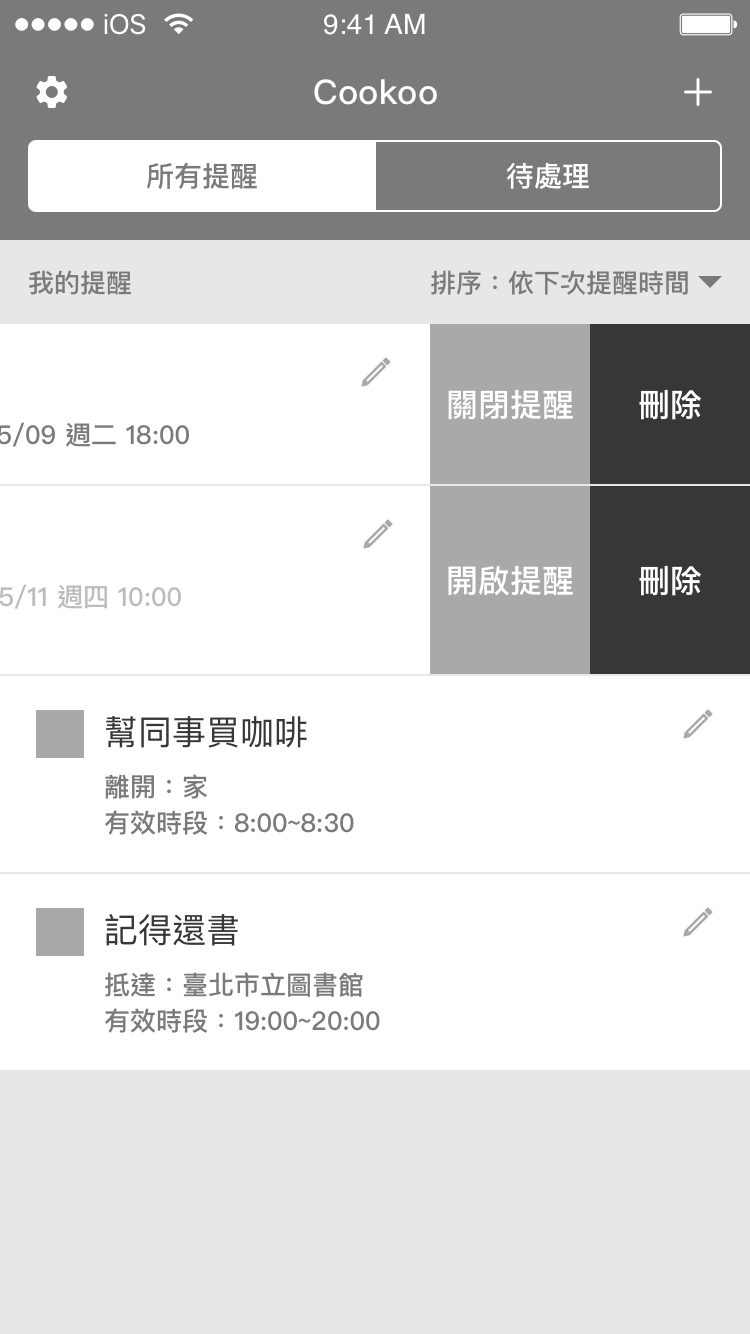 iOS 9:41 AM
Cookoo
所有提醒 待處理
我的提醒 排序：依下次提醒時間
關閉提醒 刪除
5/09 週二 18:00
開啟提醒 刪除
5/11 週四 10:00
幫同事買咖啡
離開：家
有效時段：8:00~8:30
記得還書
抵達：臺北市立圖書館
有效時段：19:00~20:00